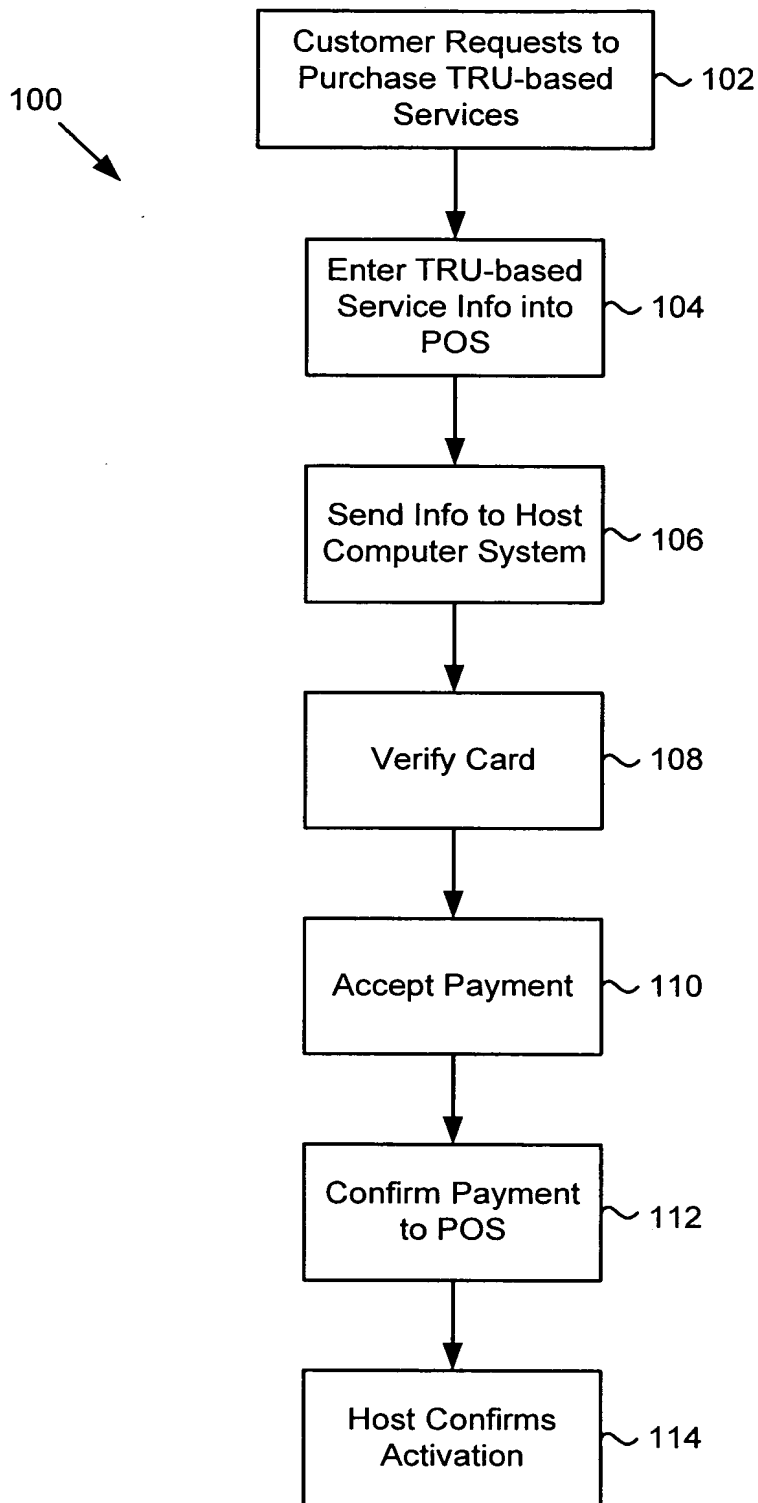 Customer Requests to
Purchase TRU-based
Services
102
100
Enter TRU-based
Service Info into
POS
104
Send Info to Host
Computer System
106
Verify Card
108
Accept Payment
110
Confirm Payment
to POS
112
Host Confirms
Activation
114